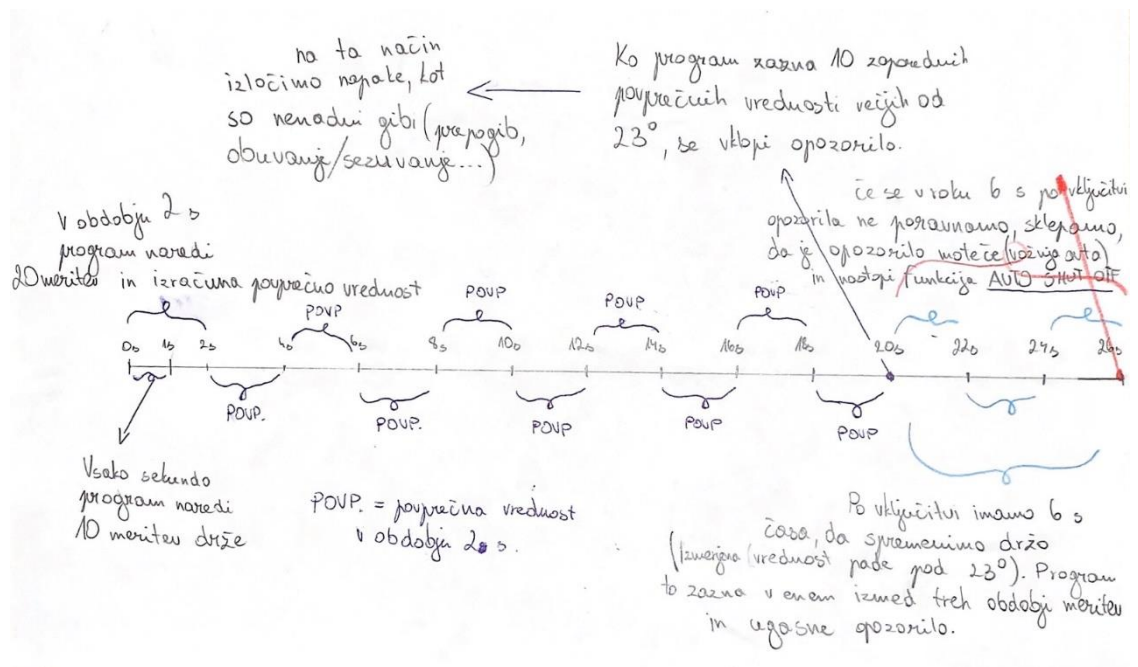 na ta način
izločimo napake, kot
so nenadni gibi (prepogib,
obuvanje/sezuvanje...)
Ko program zazna 10 zaporednih
povprečnih vrednosti večjih od
23°, se vklopi opozorilo.
če se v roku 6 s po vključitvi
opozorila ne poravnamo, sklepamo,
da je opozorilo moteče (vožnja avta)
in nastopi funkcija AUTO SHUT OFF
V obdobju 2 s
program naredi
20 meritev in izračuna povprečno vrednost
POVP
POVP
POVP
POVP
0s 1s 2s 4s 6s 8s 10s 12s 14s 16s 18s 20s 22s 24s 26s
POVP.
POVP.
POVP
POVP
POVP
Vsako sekundo
program naredi
10 meritev drže
POVP. = povprečna vrednost
v obdobju 2 s.
Po vključitvi imamo 6 s
časa, da spremenimo držo
(Izmerjena vrednost pade pod 23°). Program
to zazna v enem izmed treh obdobji meritev
in ugasne opozorilo.